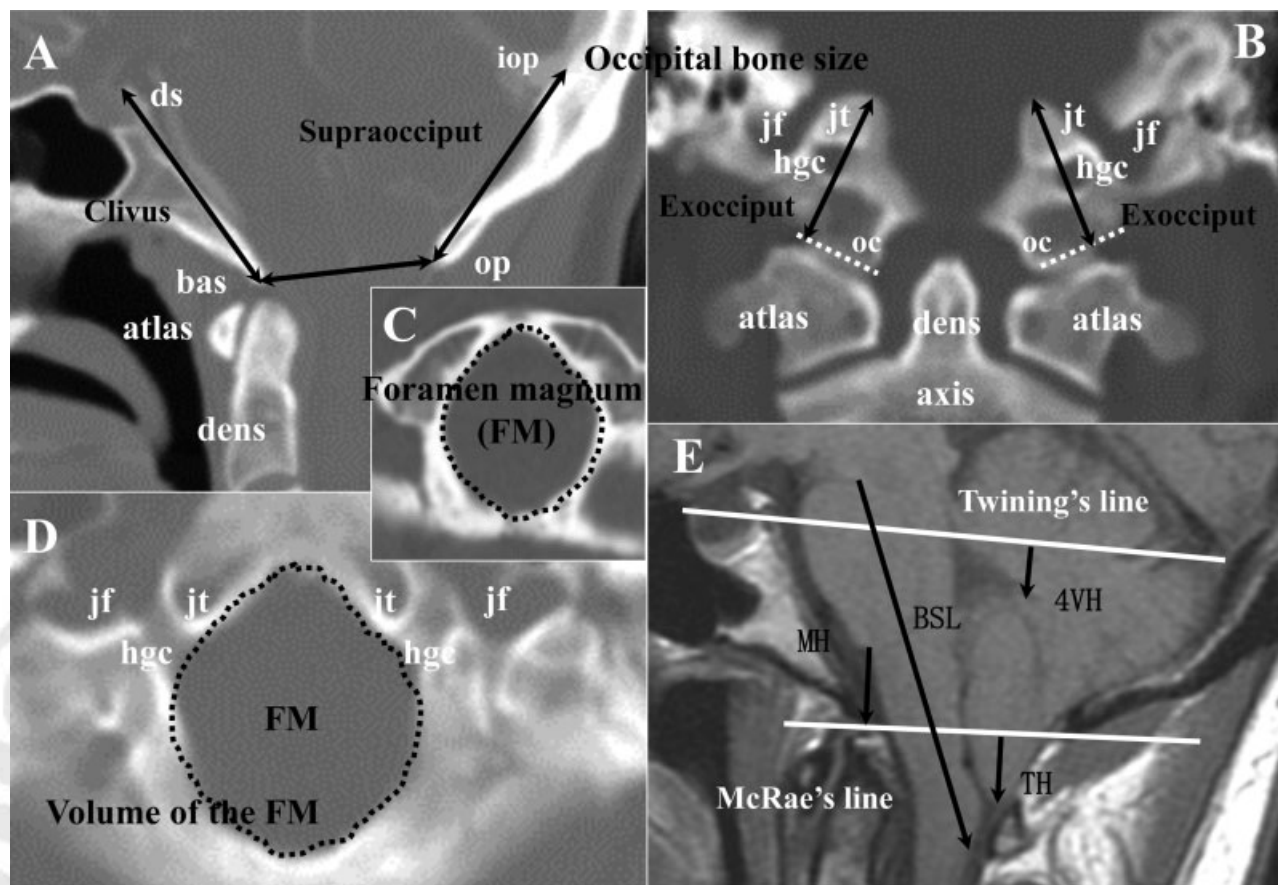 A
ds
iop
Occipital bone size
Supraocciput
Clivus
bas
op
atlas
dens
B
jf
jt
hgc
jt
jf
hgc
Exocciput
oc
oc
Exocciput
atlas
dens
atlas
axis
C
Foramen magnum
(FM)
D
jf
jt
jt
jf
hgc
hgc
FM
Volume of the FM
E
Twining's line
4VH
BSL
MH
McRae's line
TH